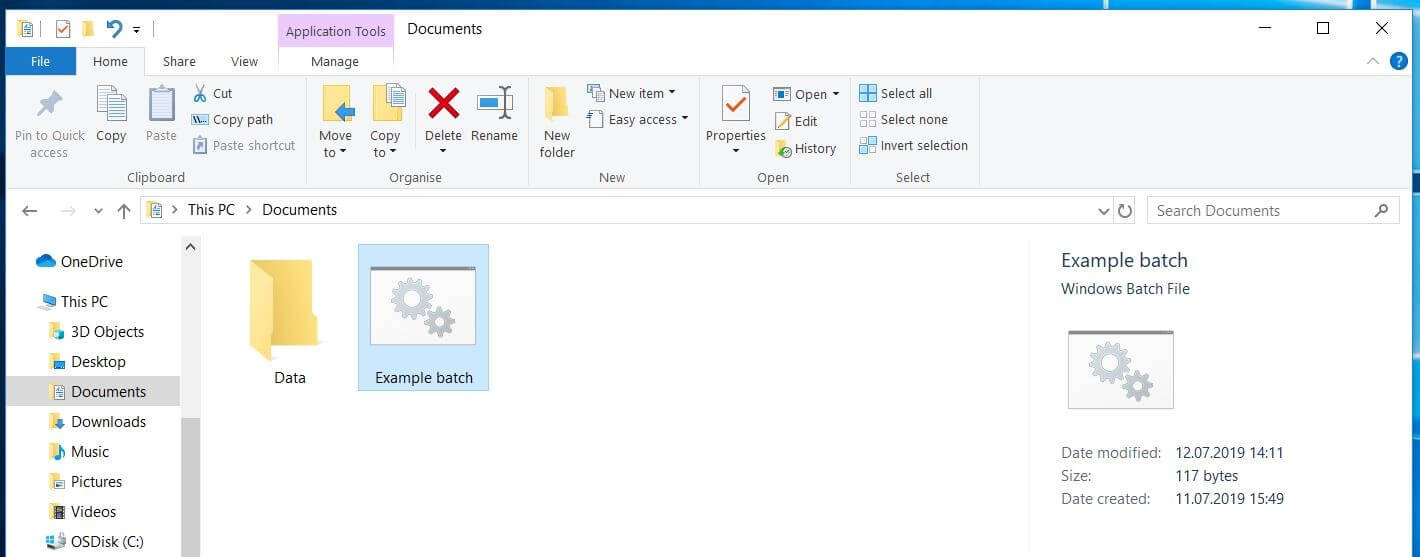 Application Tools Documents
File Home Share View Manage
Pin to Quick access
Copy
Paste
Cut
Copy path
Paste shortcut
Clipboard
Move to
Copy to
Delete
Rename
Organise
New folder
New item
Easy access
New
Properties
Open
Edit
History
Open
Select all
Select none
Invert selection
Select
This PC Documents
Search Documents
OneDrive
This PC
3D Objects
Desktop
Documents
Downloads
Music
Pictures
Videos
OSDisk (C:)
Data
Example batch
Example batch
Windows Batch File
Date modified: 12.07.2019 14:11
Size: 117 bytes
Date created: 11.07.2019 15:49